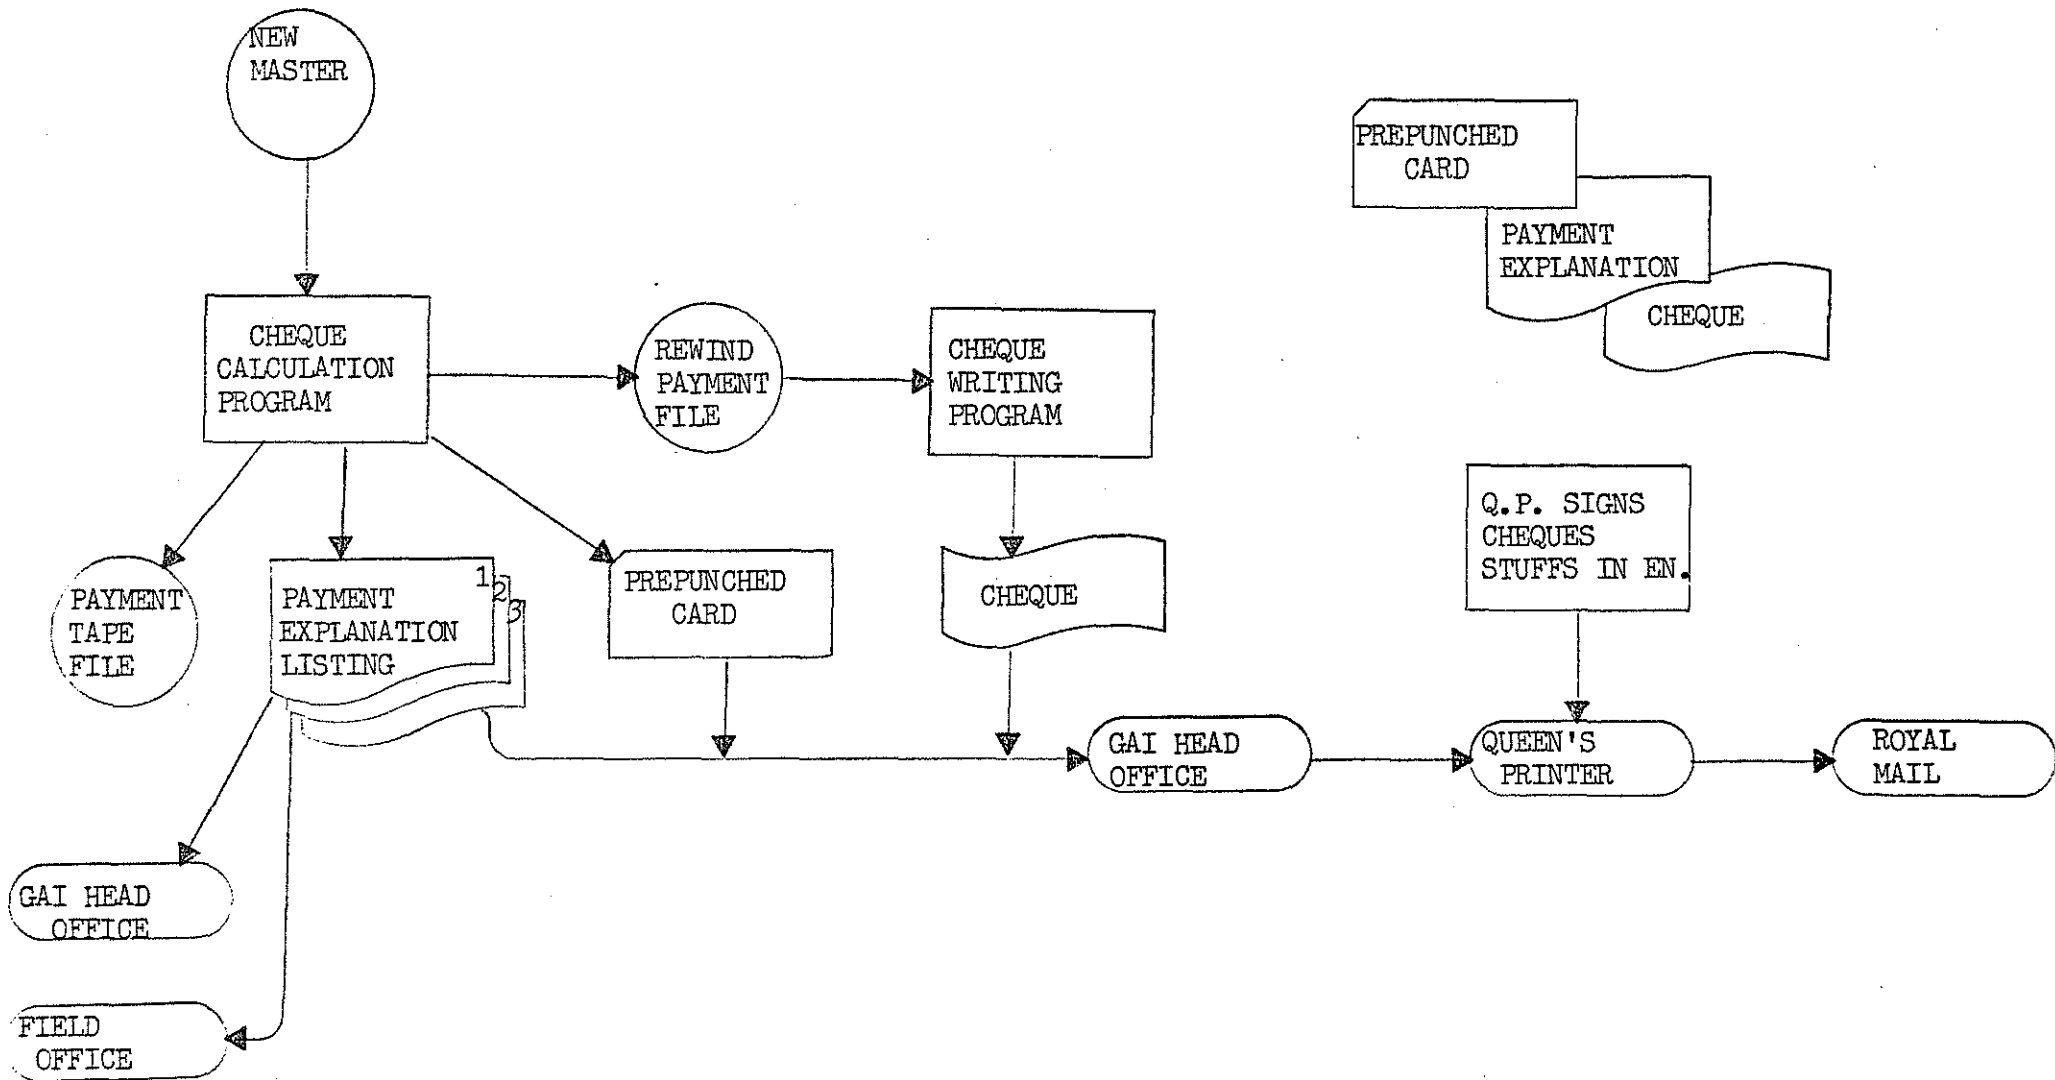 NEW
MASTER
PREPUNCHED
CARD
PAYMENT
EXPLANATION
CHEQUE
CHEQUE
CALCULATION
PROGRAM
REWIND
PAYMENT
FILE
CHEQUE
WRITING
PROGRAM
Q.P. SIGNS
CHEQUES
STUFFS IN EN.
PAYMENT
TAPE
FILE
1
2
3
PAYMENT
EXPLANATION
LISTING
PREPUNCHED
CARD
CHEQUE
GAI HEAD
OFFICE
QUEEN'S
PRINTER
ROYAL
MAIL
GAI HEAD
OFFICE
FIELD
OFFICE